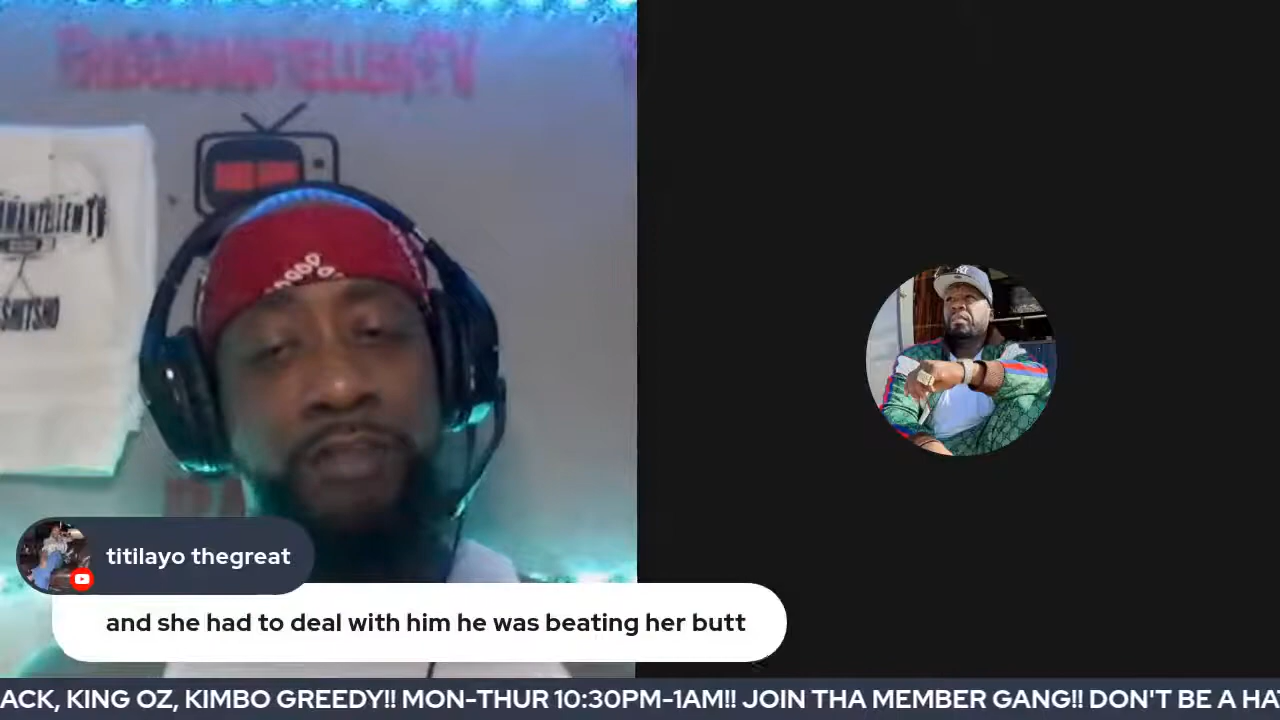 titilayo thegreat
and she had to deal with him he was beating her butt
ACK, KING OZ, KIMBO GREEDY!! MON-THUR 10:30PM-1AM!! JOIN THA MEMBER GANG!! DON'T BE A HA